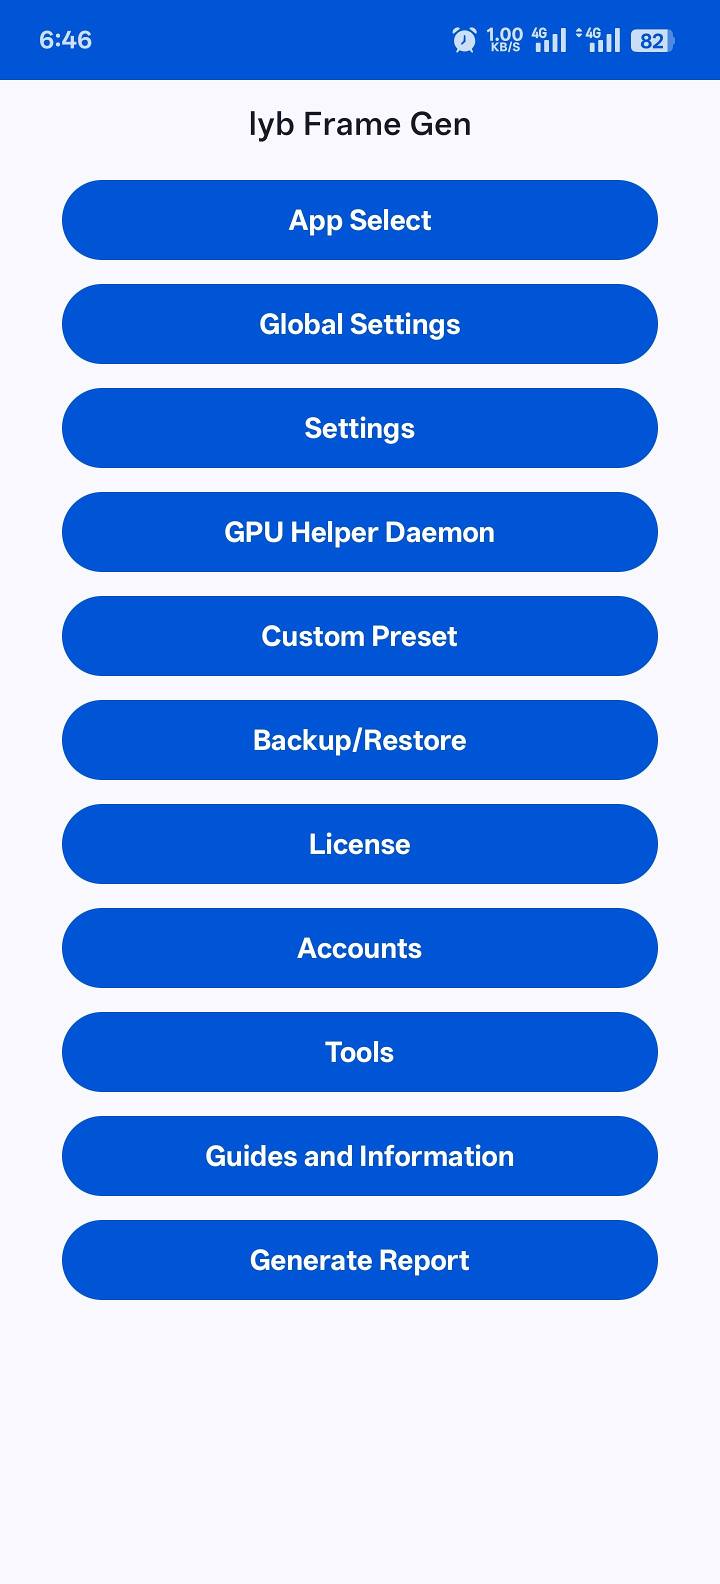 6:46
1.00
KB/S
4G
4G
82
lyb Frame Gen
App Select
Global Settings
Settings
GPU Helper Daemon
Custom Preset
Backup/Restore
License
Accounts
Tools
Guides and Information
Generate Report